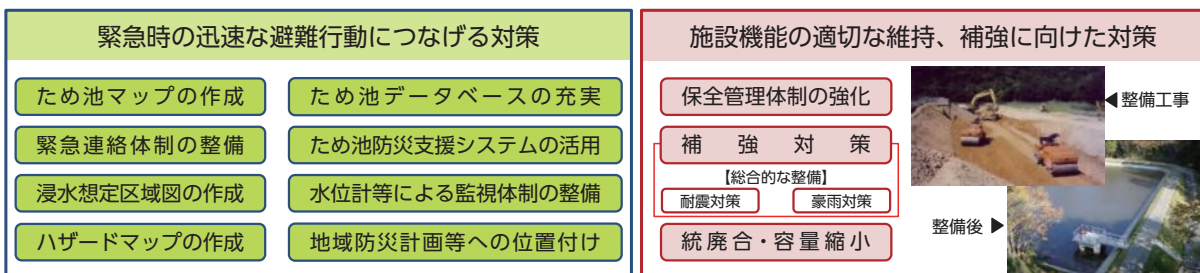 緊急時の迅速な避難行動につなげる対策
ため池マップの作成
ため池データベースの充実
緊急連絡体制の整備
ため池防災支援システムの活用
浸水想定区域図の作成
水位計等による監視体制の整備
ハザードマップの作成
地域防災計画等への位置付け
施設機能の適切な維持、補強に向けた対策
保全管理体制の強化
補強対策
【総合的な整備】
耐震対策
豪雨対策
統廃合・容量縮小
◀整備工事
整備後▶